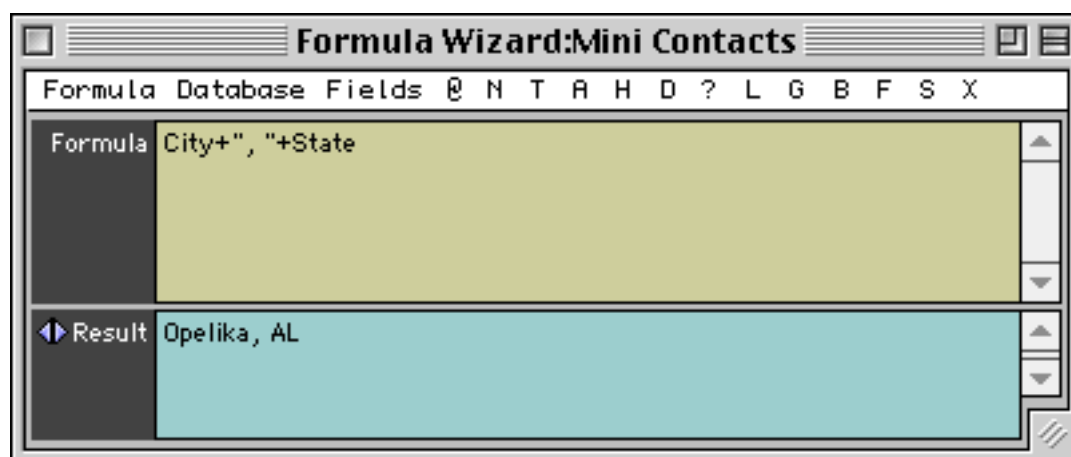 Formula Wizard:Mini Contacts
Formula Database Fields @ N T A H D ? L G B F S X
Formula City+", "+State
Result Opelika, AL